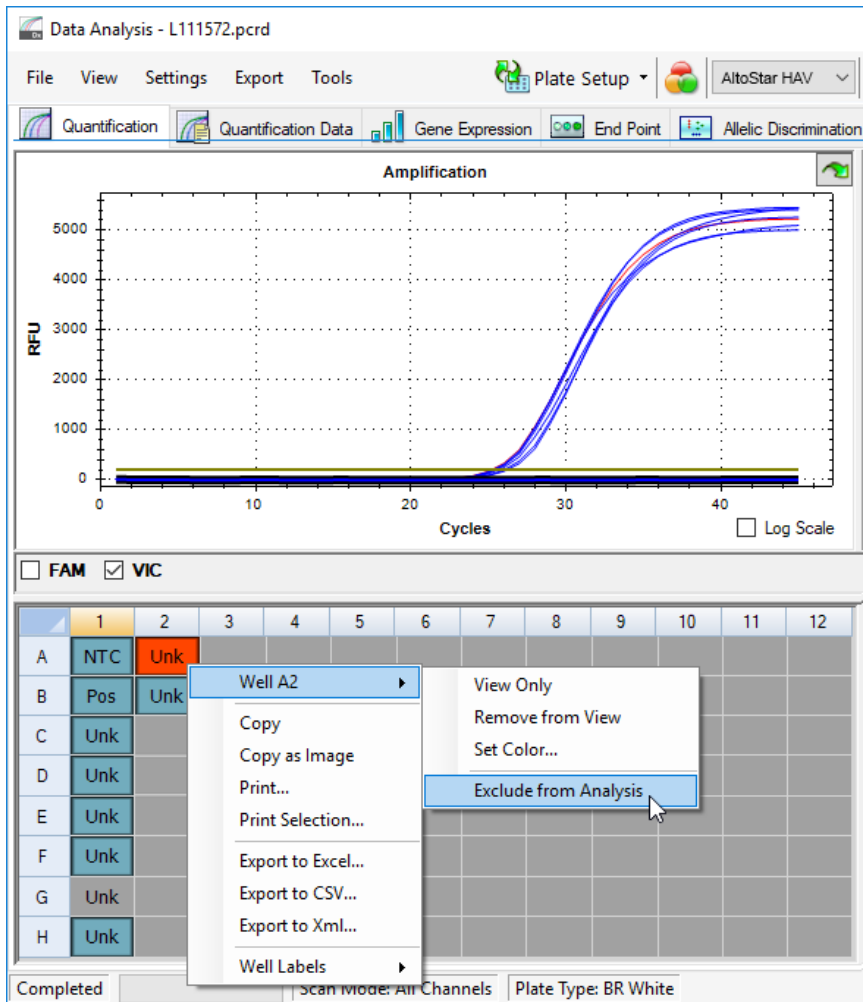 Data Analysis - L111572.pcrd
File View Settings Export Tools Plate Setup AltoStar HAV
Quantification Quantification Data Gene Expression End Point Allelic Discrimination
Amplification
5000
4000
3000
2000
1000
0
RFU
0 10 20 30 40
Cycles
Log Scale
FAM VIC
1 2 3 4 5 6 7 8 9 10 11 12
A NTC Unk
B Pos Unk
C Unk
D Unk
E Unk
F Unk
G Unk
H Unk
Well A2
Copy
Copy as Image
Print...
Print Selection...
Export to Excel...
Export to CSV...
Export to Xml...
Well Labels
View Only
Remove from View
Set Color...
Exclude from Analysis
Completed Scan Mode: All Channels Plate Type: BR White